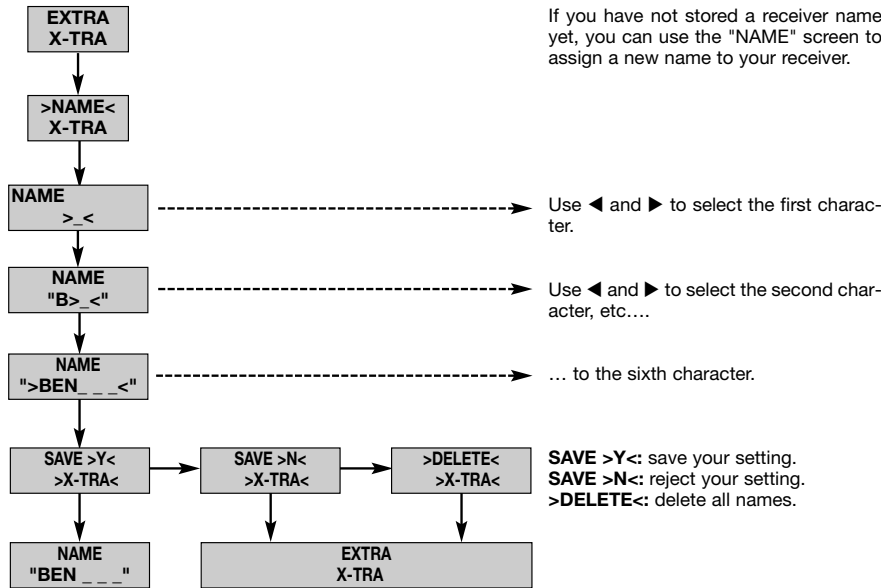 EXTRA
X-TRA
If you have not stored a receiver name
yet, you can use the "NAME" screen to
assign a new name to your receiver.
>NAME<
X-TRA
NAME
>_<
Use ◀ and ▶ to select the first charac-
ter.
NAME
"B>_<"
Use ◀ and ▶ to select the second char-
acter, etc….
NAME
">BEN_ _ _<"
… to the sixth character.
SAVE >Y<
>X-TRA<
SAVE >N<
>X-TRA<
>DELETE<
>X-TRA<
SAVE >Y<: save your setting.
SAVE >N<: reject your setting.
>DELETE<: delete all names.
NAME
"BEN _ _ _"
EXTRA
X-TRA